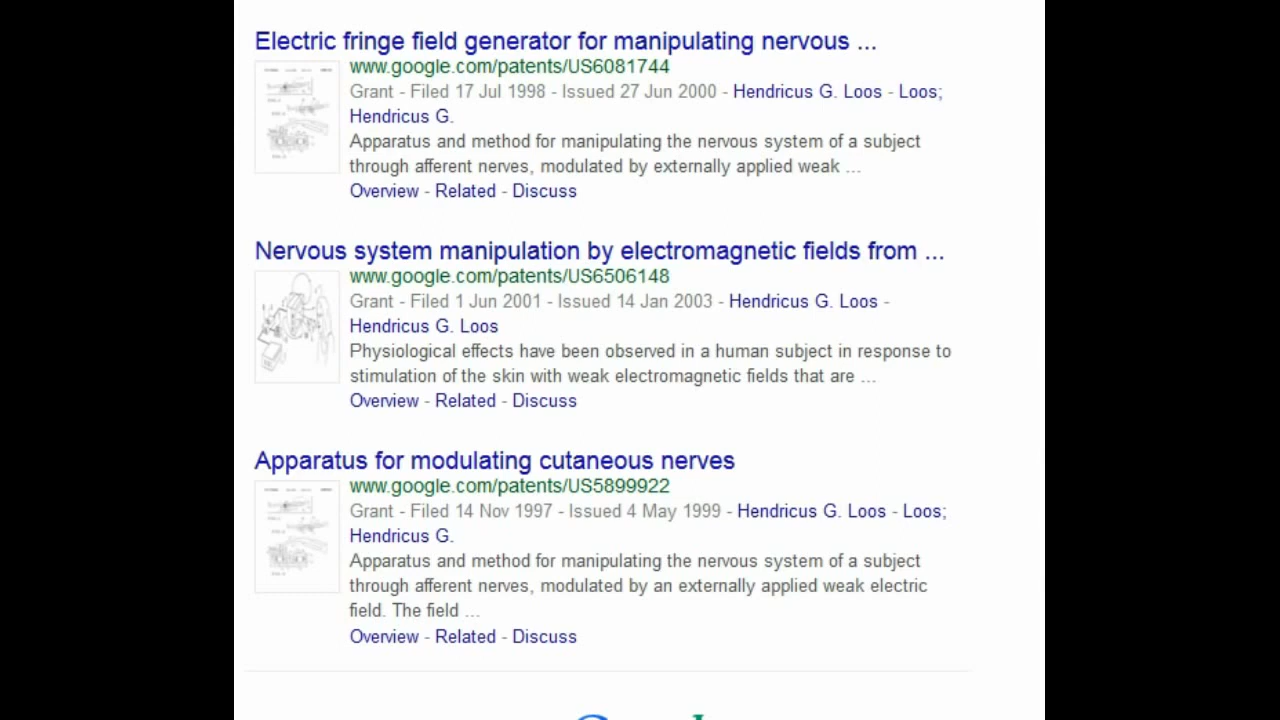 Electric fringe field generator for manipulating nervous ...
www.google.com/patents/US6081744
Grant - Filed 17 Jul 1998 - Issued 27 Jun 2000 - Hendricus G. Loos - Loos;
Hendricus G.
Apparatus and method for manipulating the nervous system of a subject
through afferent nerves, modulated by externally applied weak ...
Overview - Related - Discuss
Nervous system manipulation by electromagnetic fields from ...
www.google.com/patents/US6506148
Grant - Filed 1 Jun 2001 - Issued 14 Jan 2003 - Hendricus G. Loos -
Hendricus G. Loos
Physiological effects have been observed in a human subject in response to
stimulation of the skin with weak electromagnetic fields that are ...
Overview - Related - Discuss
Apparatus for modulating cutaneous nerves
www.google.com/patents/US5899922
Grant - Filed 14 Nov 1997 - Issued 4 May 1999 - Hendricus G. Loos - Loos;
Hendricus G.
Apparatus and method for manipulating the nervous system of a subject
through afferent nerves, modulated by an externally applied weak electric
field. The field ...
Overview - Related - Discuss